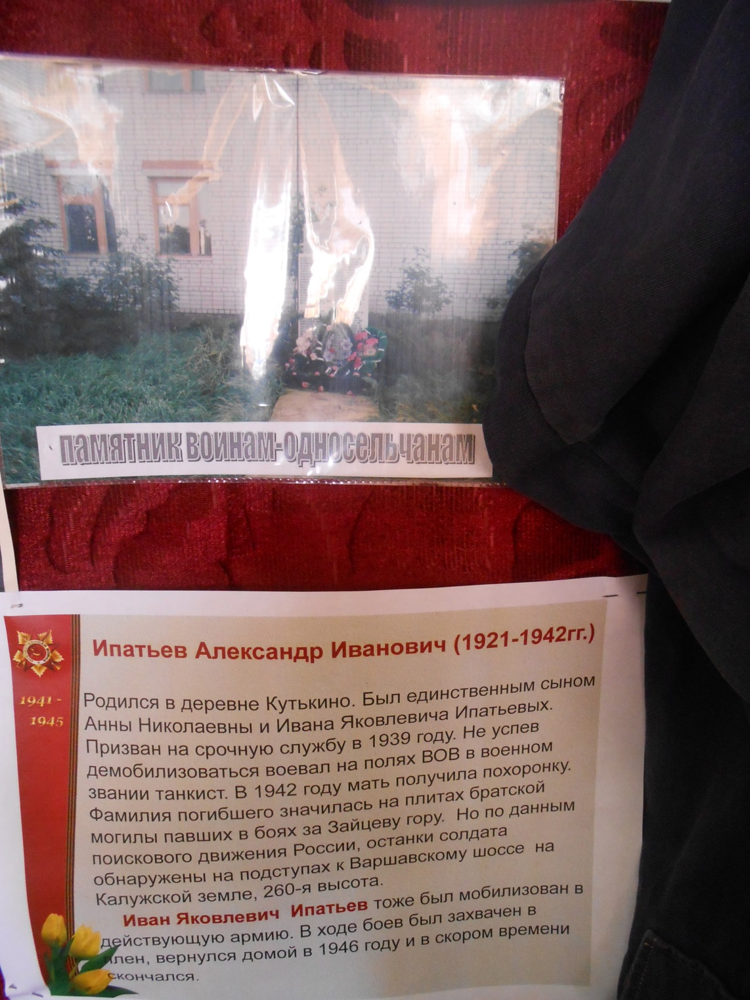 ПАМЯТНИК ВОИНАМ-ОДНОСЕЛЬЧАНАМ
Ипатьев Александр Иванович (1921-1942гг.)
1941 -
1945
Родился в деревне Кутькино. Был единственным сыном
Анны Николаевны и Ивана Яковлевича Ипатьевых.
Призван на срочную службу в 1939 году. Не успев
демобилизоваться воевал на полях ВОВ в военном
звании танкист. В 1942 году мать получила похоронку.
Фамилия погибшего значилась на плитах братской
могилы павших в боях за Зайцеву гору. Но по данным
поискового движения России, останки солдата
обнаружены на подступах к Варшавскому шоссе на
Калужской земле, 260-я высота.
Иван Яковлевич Ипатьев тоже был мобилизован в
действующую армию. В ходе боев был захвачен в
плен, вернулся домой в 1946 году и в скором времени
скончался.